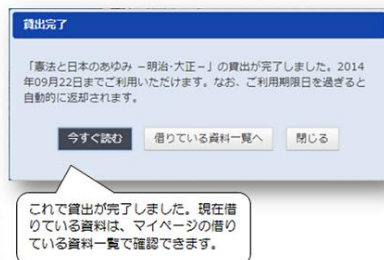 貸出完了
「憲法と日本のあゆみ －明治･大正－」の貸出が完了しました。2014
年09月22日までご利用いただけます。なお、ご利用期限日を過ぎると
自動的に返却されます。
今すぐ読む 借りている資料一覧へ 閉じる
これで貸出が完了しました。現在借
りている資料は、マイページの借り
ている資料一覧で確認できます。